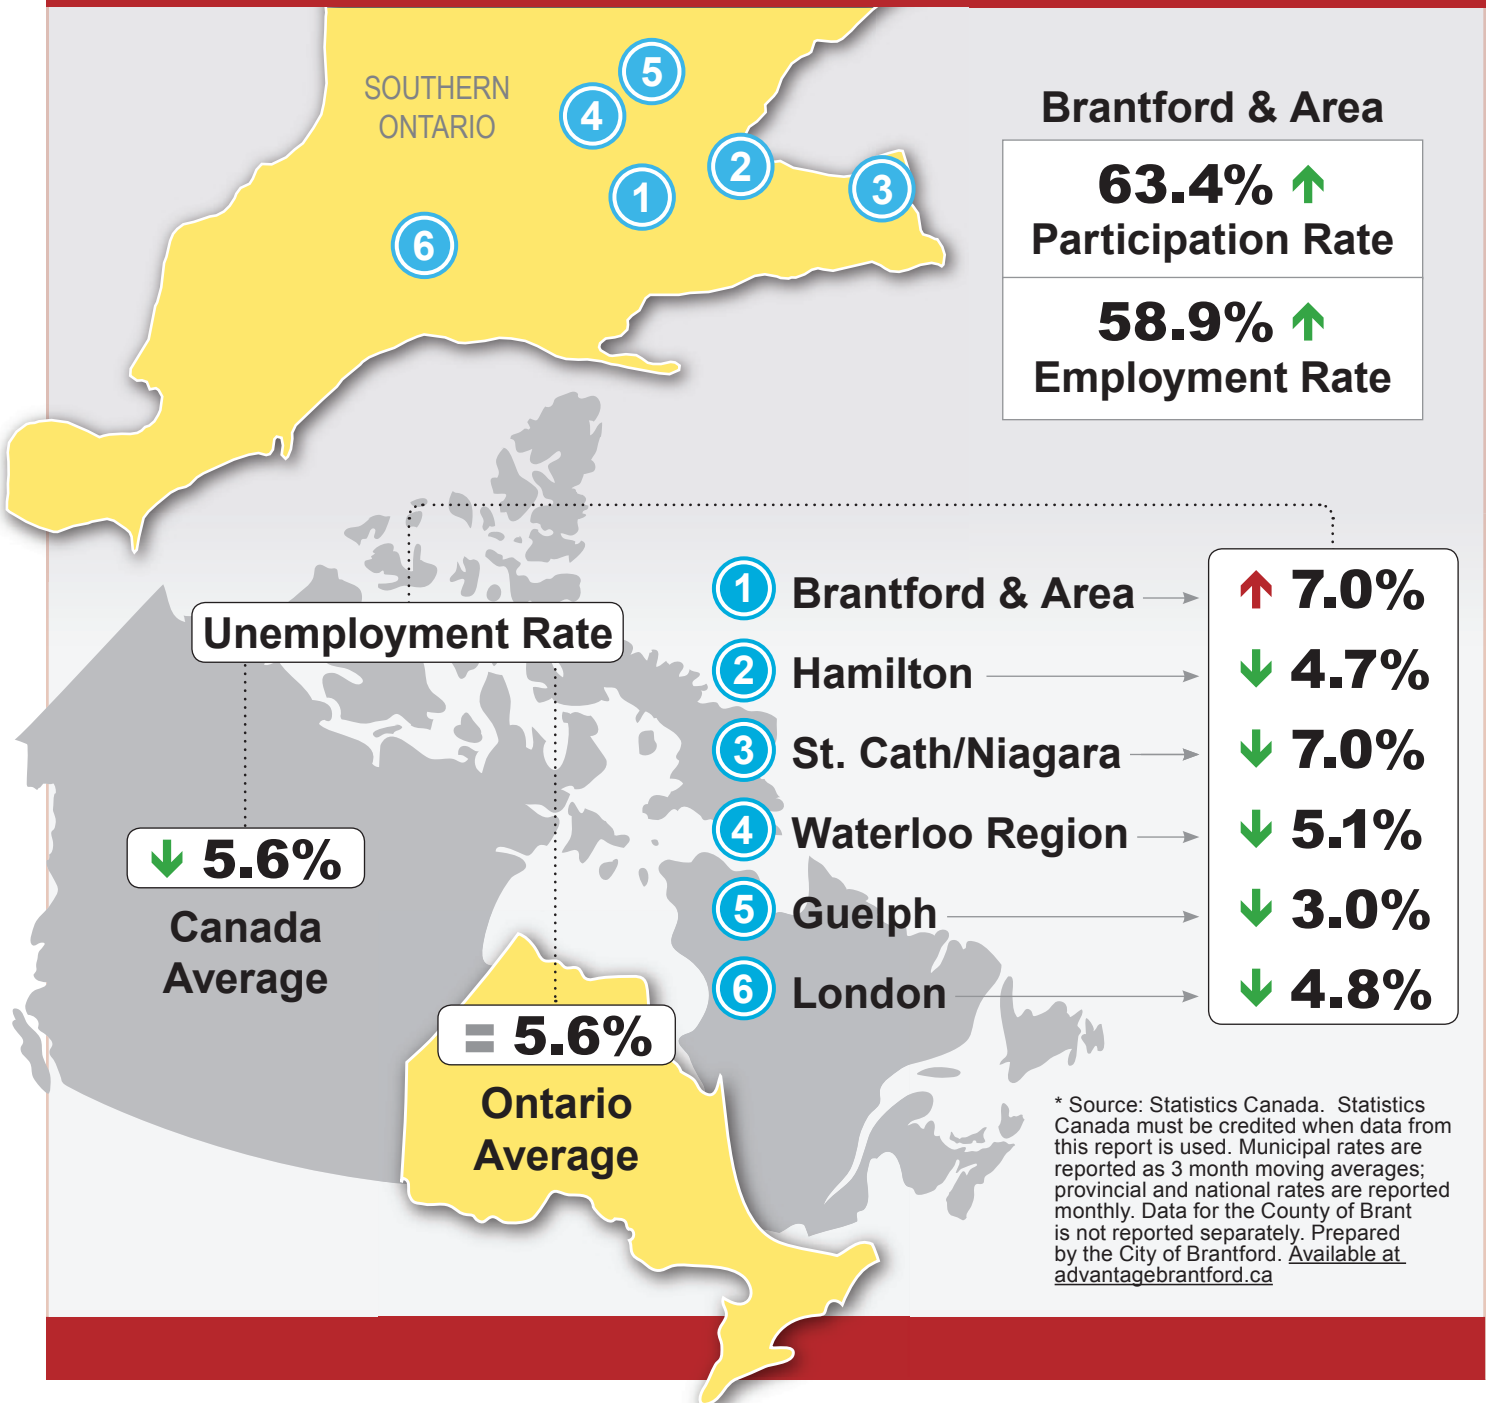 SOUTHERN
ONTARIO
5
4
2
1
3
6
Brantford & Area
63.4%
Participation Rate
58.9%
Employment Rate
Unemployment Rate
1 Brantford & Area 7.0%
2 Hamilton 4.7%
3 St. Cath/Niagara 7.0%
4 Waterloo Region 5.1%
5 Guelph 3.0%
6 London 4.8%
5.6%
Canada
Average
= 5.6%
Ontario
Average
* Source: Statistics Canada.  Statistics
Canada must be credited when data from
this report is used. Municipal rates are
reported as 3 month moving averages;
provincial and national rates are reported
monthly. Data for the County of Brant
is not reported separately. Prepared
by the City of Brantford. Available at
advantagebrantford.ca